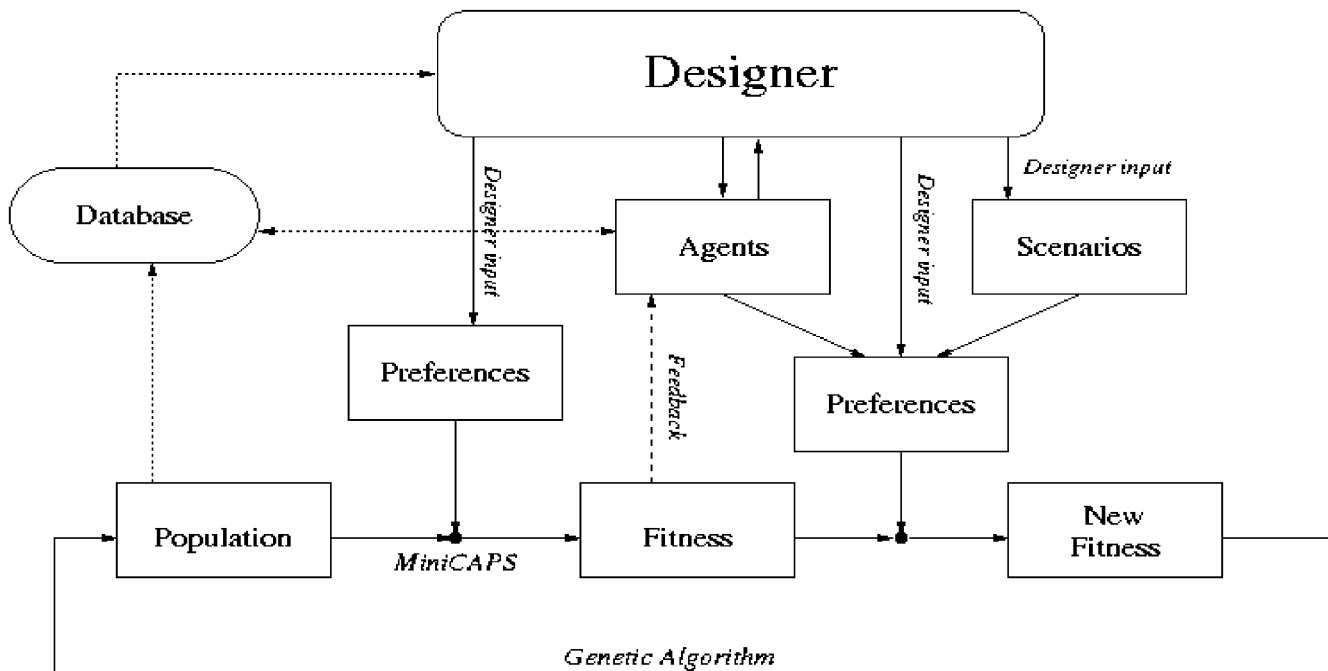 Designer
Designer input
Designer input
Designer input
Database
Agents
Scenarios
Preferences
Feedback
Preferences
Population
MiniCAPS
Fitness
New
Fitness
Genetic Algorithm